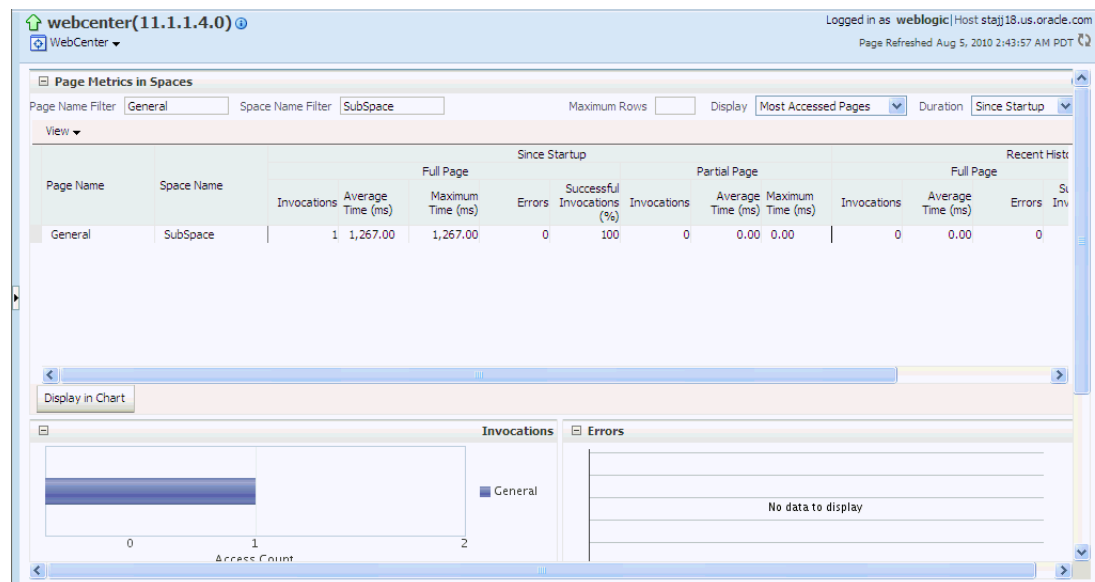 webcenter(11.1.1.4.0)
Logged in as weblogic|Host stajj18.us.oracle.com
WebCenter
Page Refreshed Aug 5, 2010 2:43:57 AM PDT
Page Metrics in Spaces
Page Name Filter General Space Name Filter SubSpace Maximum Rows Display Most Accessed Pages Duration Since Startup
View
Since Startup Recent Histo
Full Page Partial Page Full Page
Page Name Space Name Invocations Average Time (ms) Maximum Time (ms) Errors Successful Invocations (%) Invocations Average Time (ms) Maximum Time (ms) Invocations Average Time (ms) Errors Su Inv
General SubSpace 1 1,267.00 1,267.00 0 100 0 0.00 0.00 0 0.00 0
Display in Chart
Invocations Errors
General
No data to display
0 1 2
Access Count